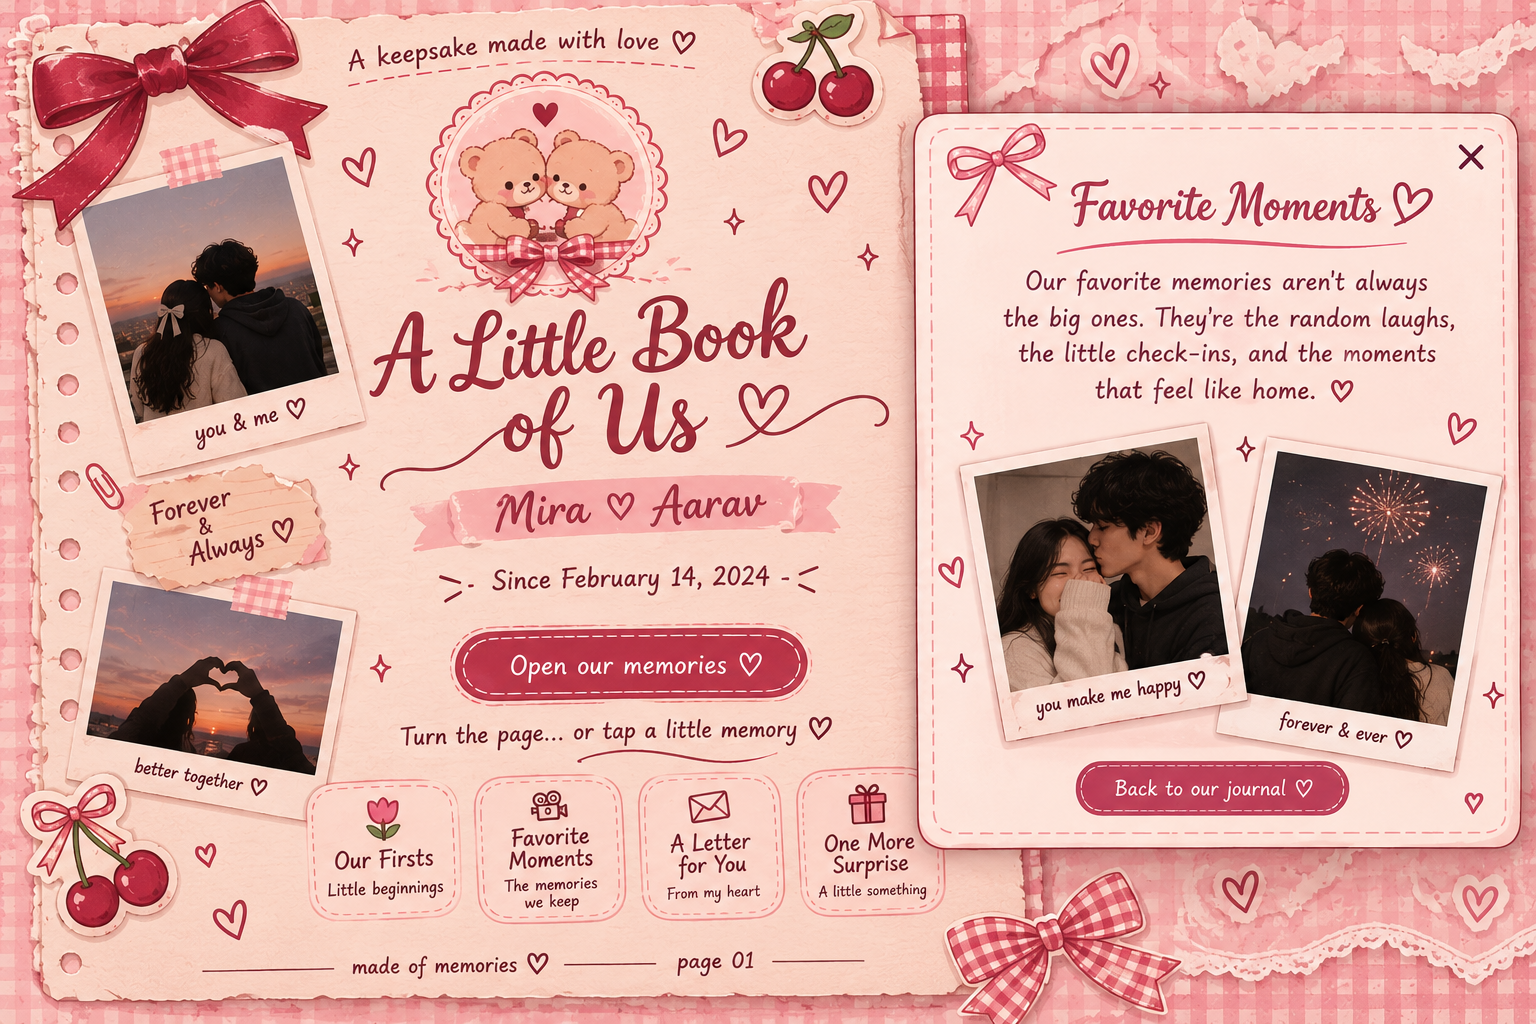 A keepsake made with love
you & me
Forever
&
Always
better together
A Little Book
of Us
Mira ♡ Aarav
Since February 14, 2024
Open our memories
Turn the page... or tap a little memory
Our Firsts
Little beginnings
Favorite
Moments
The memories
we keep
A Letter
for You
From my heart
One More
Surprise
A little something
made of memories
page 01
Favorite Moments
Our favorite memories aren't always
the big ones. They're the random laughs,
the little check-ins, and the moments
that feel like home.
you make me happy
forever & ever
Back to our journal